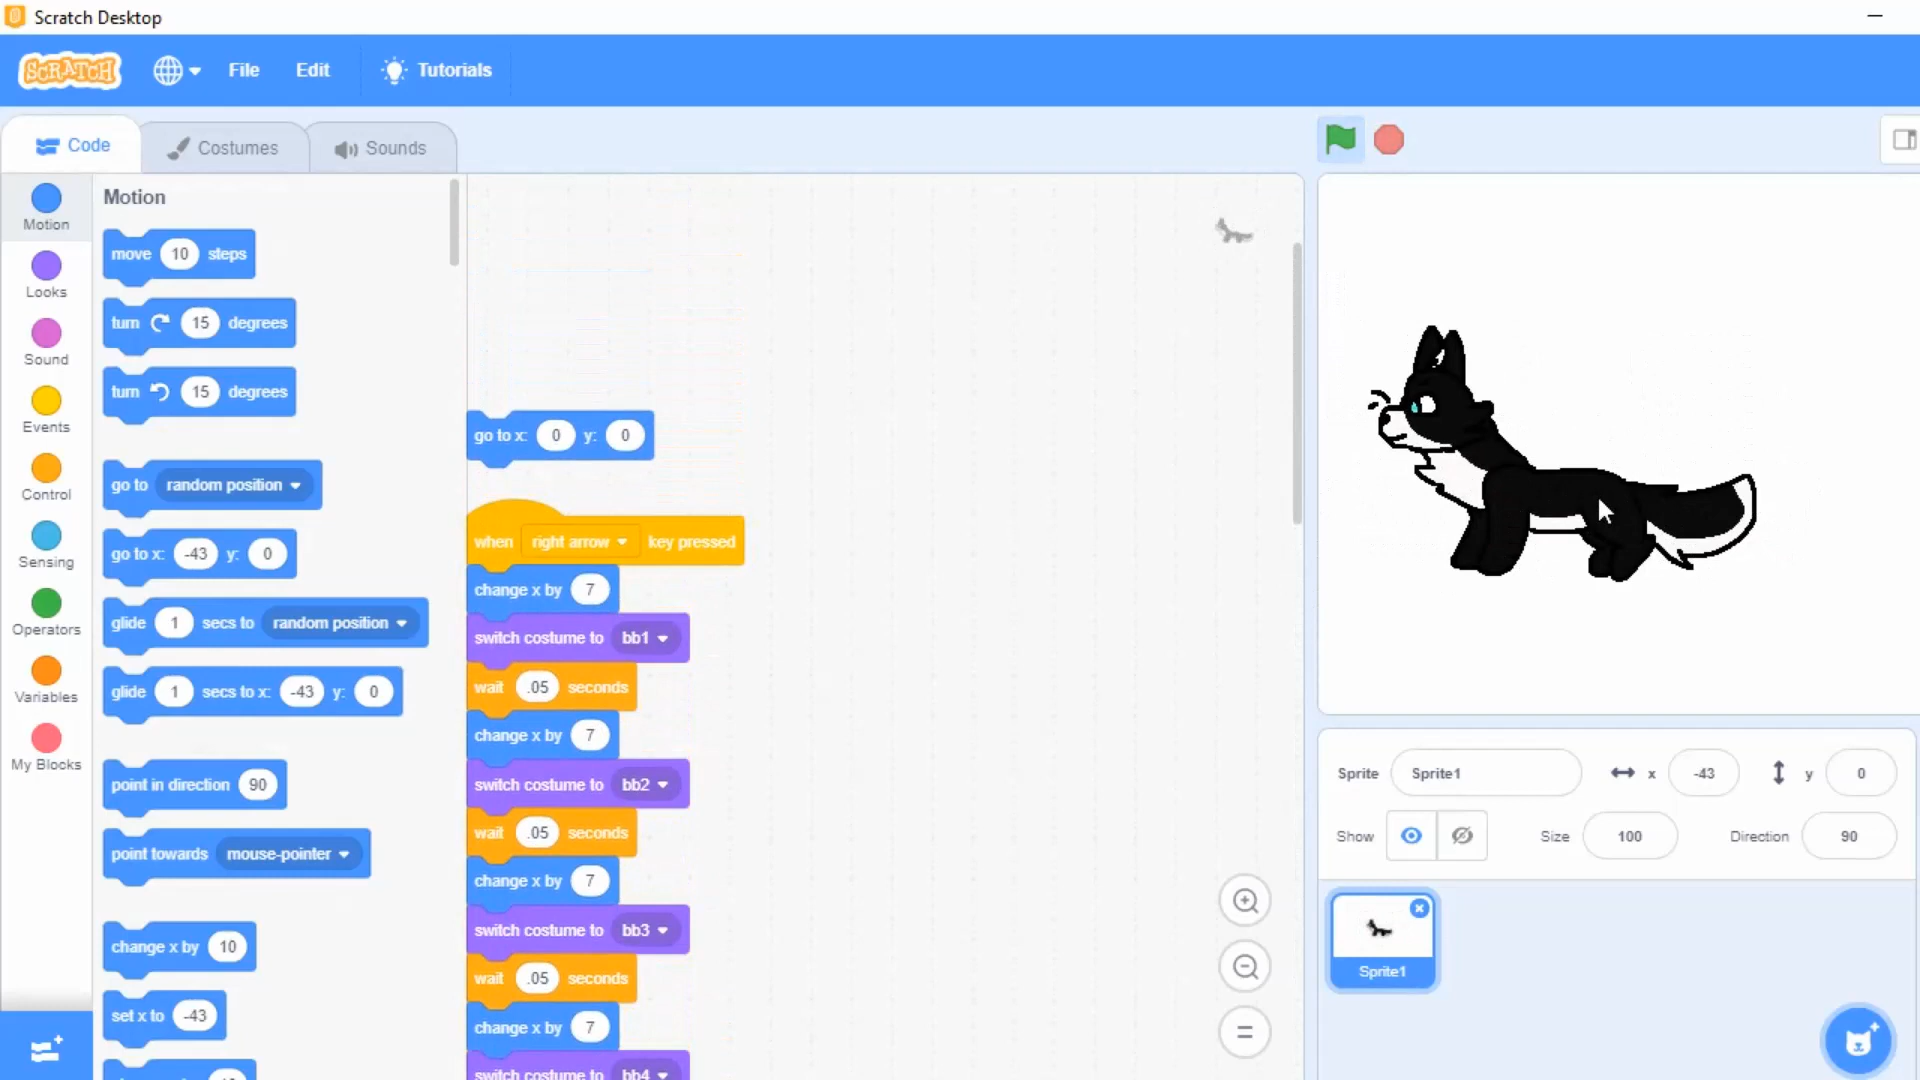 Scratch Desktop
SCRATCH File Edit Tutorials
Code Costumes Sounds
Motion
Looks
Sound
Events
Control
Sensing
Operators
Variables
My Blocks
Motion
move 10 steps
turn 15 degrees
turn 15 degrees
go to random position
go to x: -43 y: 0
glide 1 secs to random position
glide 1 secs to x: -43 y: 0
point in direction 90
point towards mouse-pointer
change x by 10
set x to -43
go to x: 0 y: 0
when right arrow key pressed
change x by 7
switch costume to bb1
wait .05 seconds
change x by 7
switch costume to bb2
wait .05 seconds
change x by 7
switch costume to bb3
wait .05 seconds
change x by 7
switch costume to bb4
Sprite Sprite1 x -43 y 0
Show Size 100 Direction 90
Sprite1